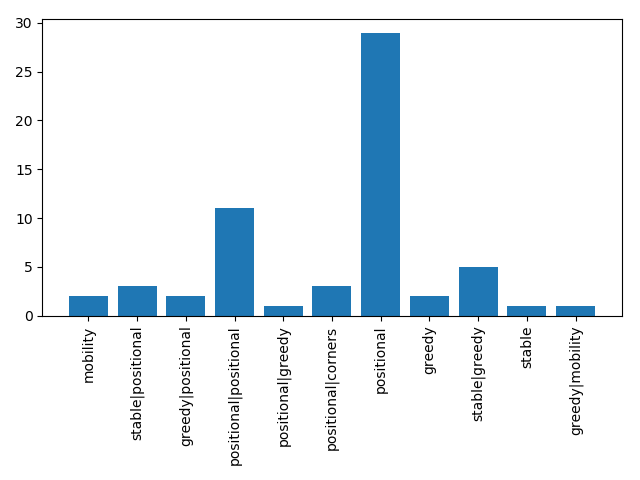 30
25
20
15
10
5
0
mobility
stable|positional
greedy|positional
positional|positional
positional|greedy
positional|corners
positional
greedy
stable|greedy
stable
greedy|mobility